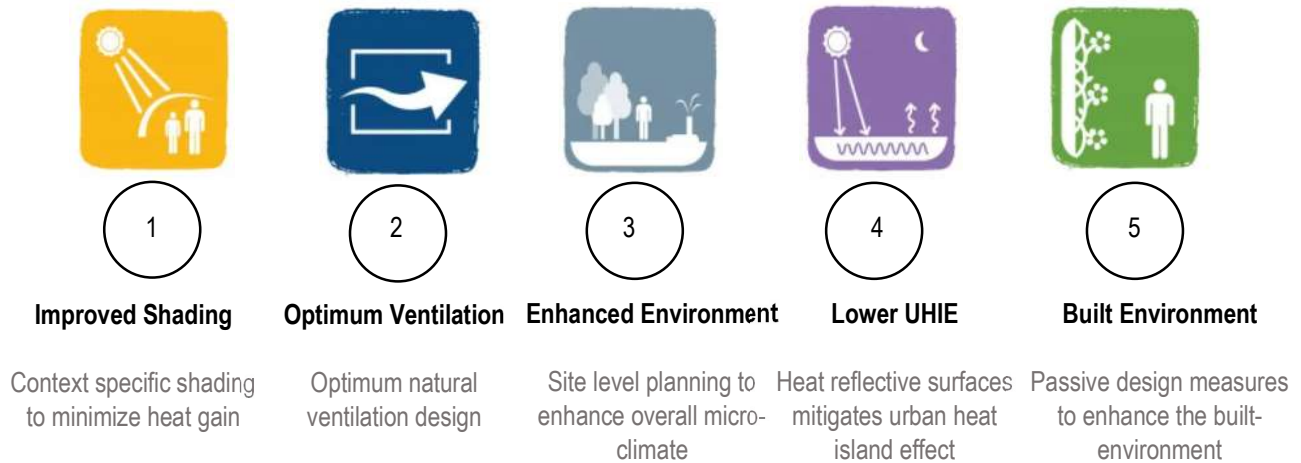 1
2
3
4
5
Improved Shading
Optimum Ventilation
Enhanced Environment
Lower UHIE
Built Environment
Context specific shading
to minimize heat gain
Optimum natural
ventilation design
Site level planning to
enhance overall micro-
climate
Heat reflective surfaces
mitigates urban heat
island effect
Passive design measures
to enhance the built-
environment